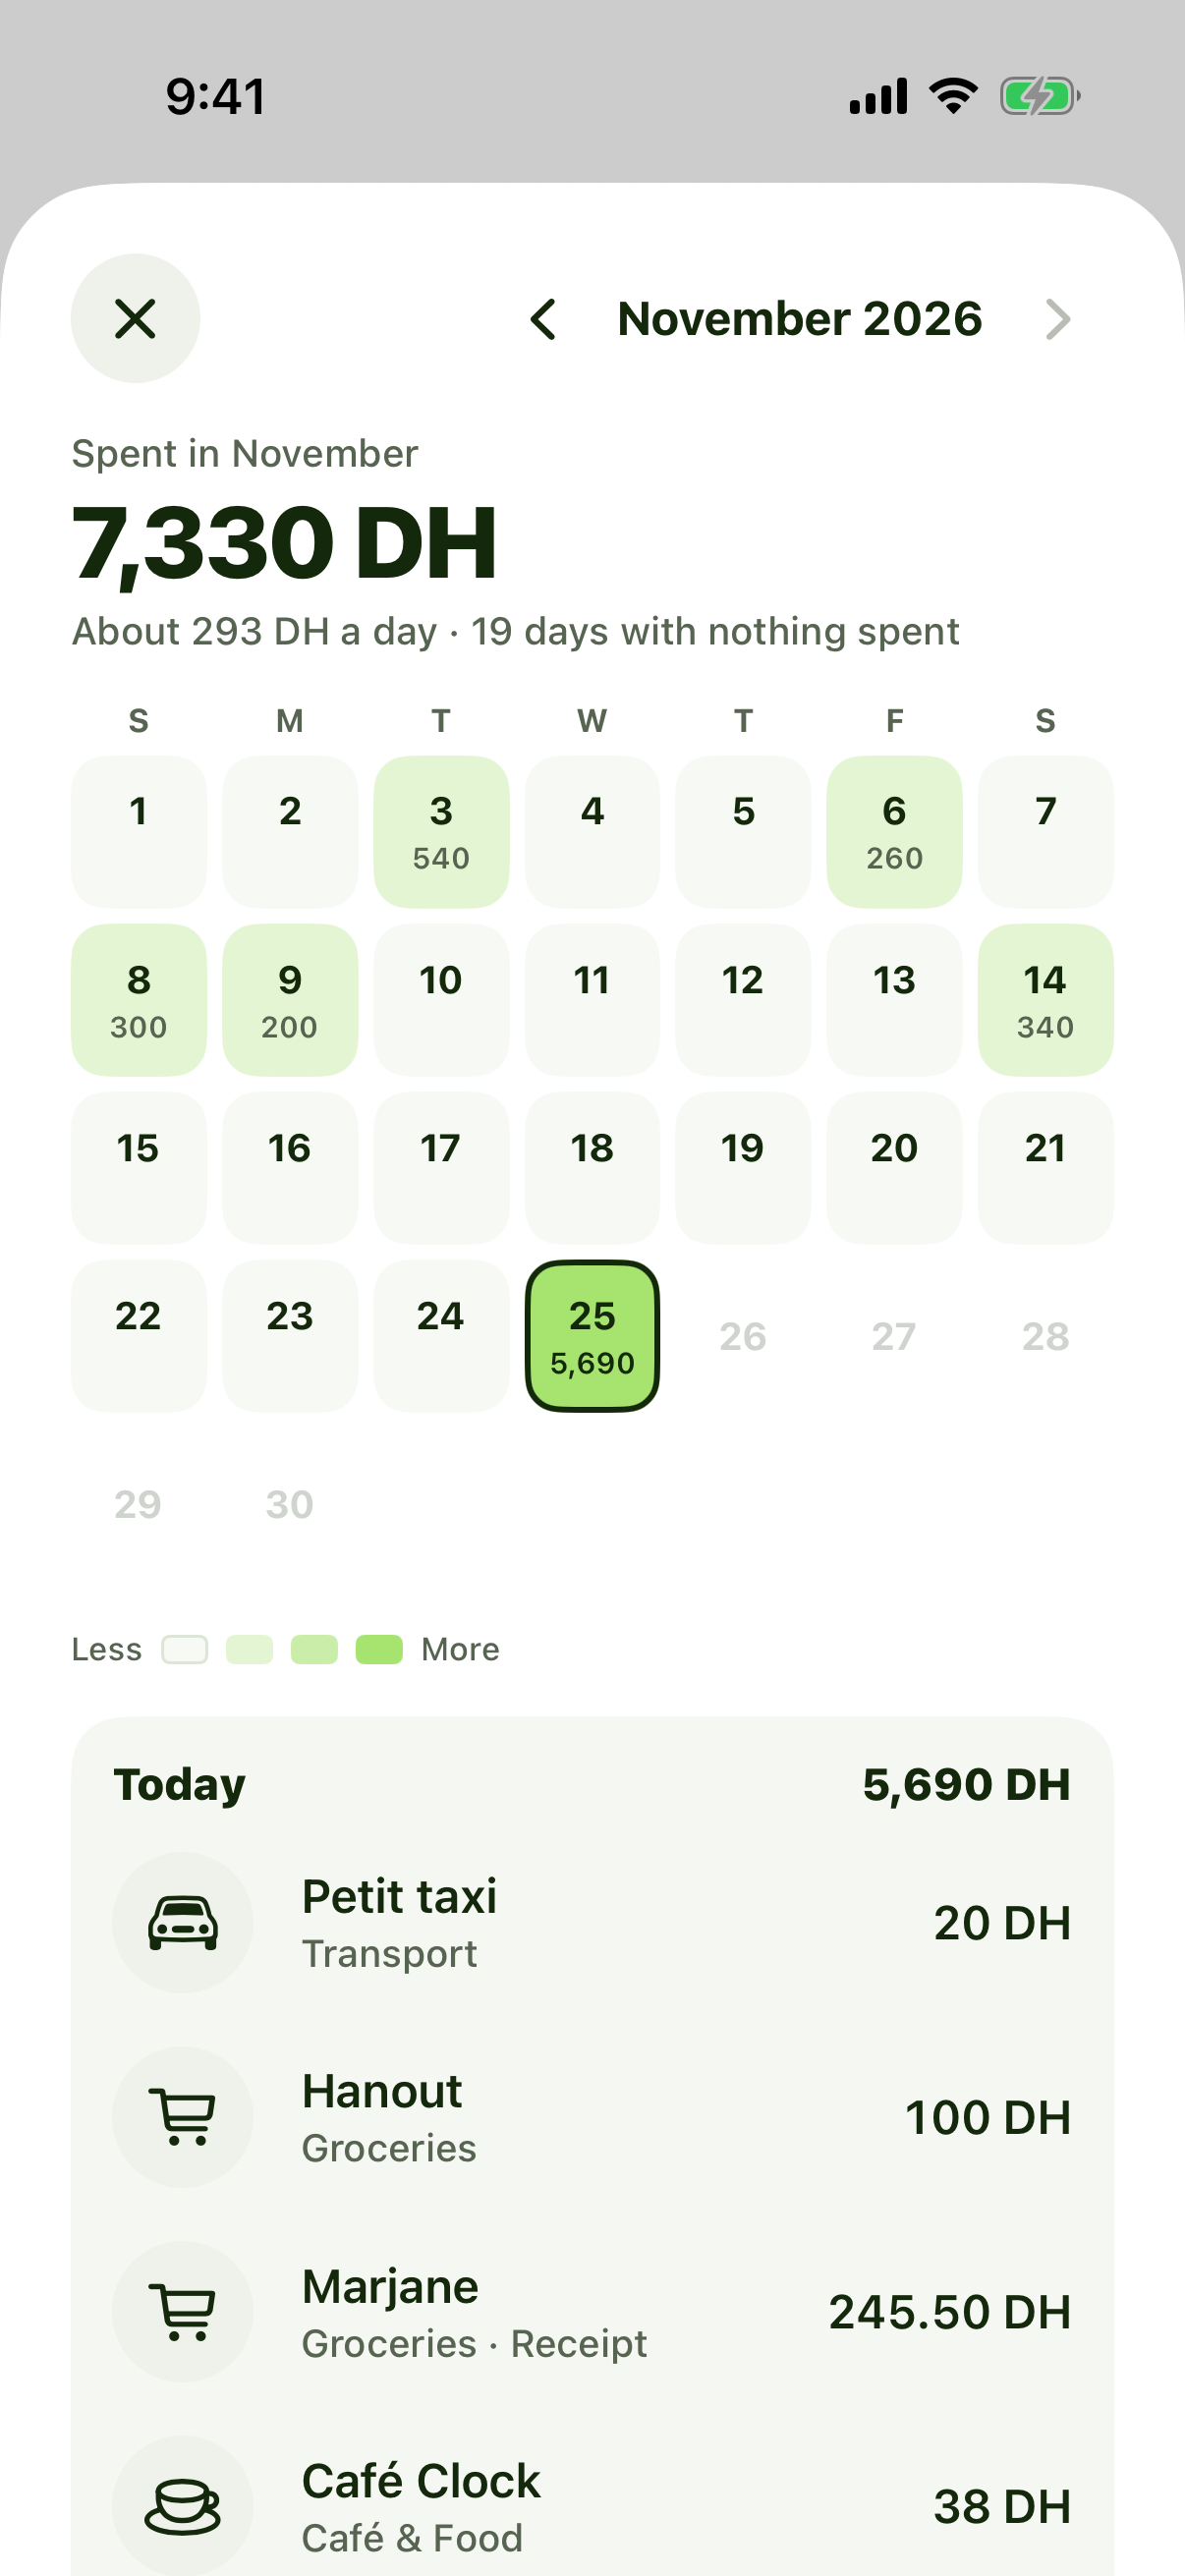 9:41
November 2026
Spent in November
7,330 DH
About 293 DH a day · 19 days with nothing spent
S M T W T F S
1 2 3 4 5 6 7
540 260
8 9 10 11 12 13 14
300 200 340
15 16 17 18 19 20 21
22 23 24 25 26 27 28
5,690
29 30
Less More
Today 5,690 DH
Petit taxi
Transport
20 DH
Hanout
Groceries
100 DH
Marjane
Groceries · Receipt
245.50 DH
Café Clock
Café & Food
38 DH